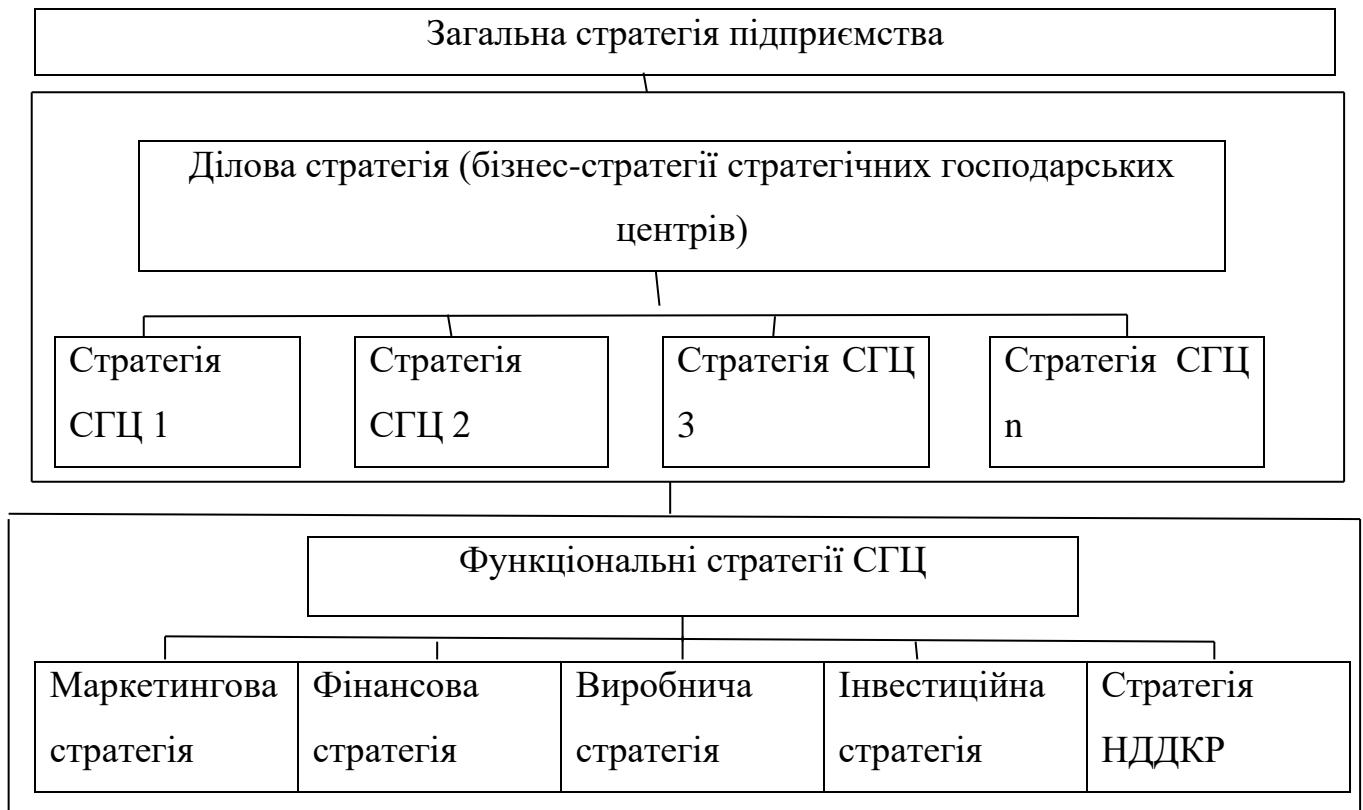 Загальна стратегія підприємства
Ділова стратегія (бізнес-стратегії стратегічних господарських
центрів)
Стратегія
СГЦ 1
Стратегія
СГЦ 2
Стратегія СГЦ
3
Стратегія СГЦ
n
Функціональні стратегії СГЦ
Маркетингова
стратегія
Фінансова
стратегія
Виробнича
стратегія
Інвестиційна
стратегія
Стратегія
НДДКР